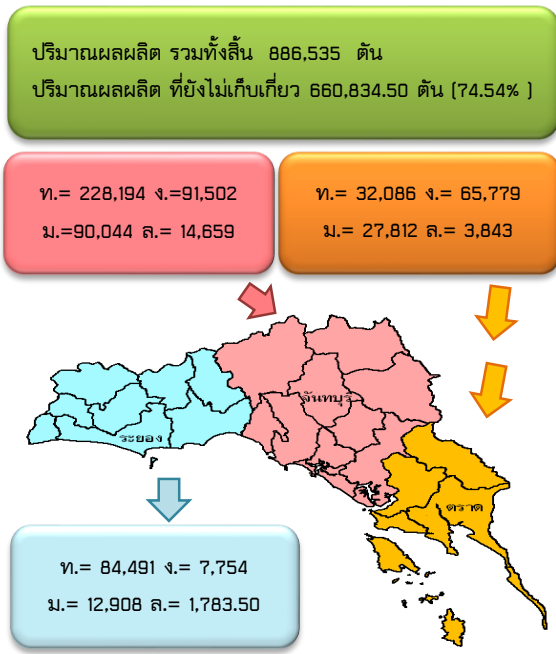 ปริมาณผลผลิต รวมทั้งสิ้น 886,535 ตัน
ปริมาณผลผลิต ที่ยังไม่เก็บเกี่ยว 660,834.50 ตัน (74.54% )
ท.= 228,194 ง.=91,502
ม.=90,044 ล.= 14,659
ท.= 32,086 ง.= 65,779
ม.= 27,812 ล.= 3,843
จันทบุรี
ระยอง
ตราด
ท.= 84,491 ง.= 7,754
ม.= 12,908 ล.= 1,783.50